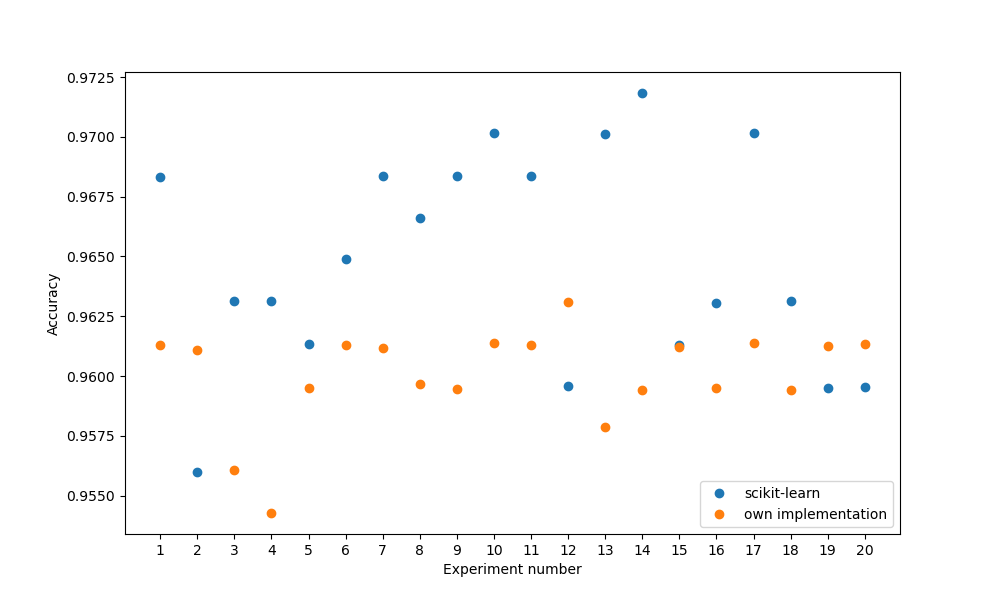 0.9725
0.9700
0.9675
0.9650
0.9625
0.9600
0.9575
0.9550
Accuracy
scikit-learn
own implementation
1 2 3 4 5 6 7 8 9 10 11 12 13 14 15 16 17 18 19 20
Experiment number